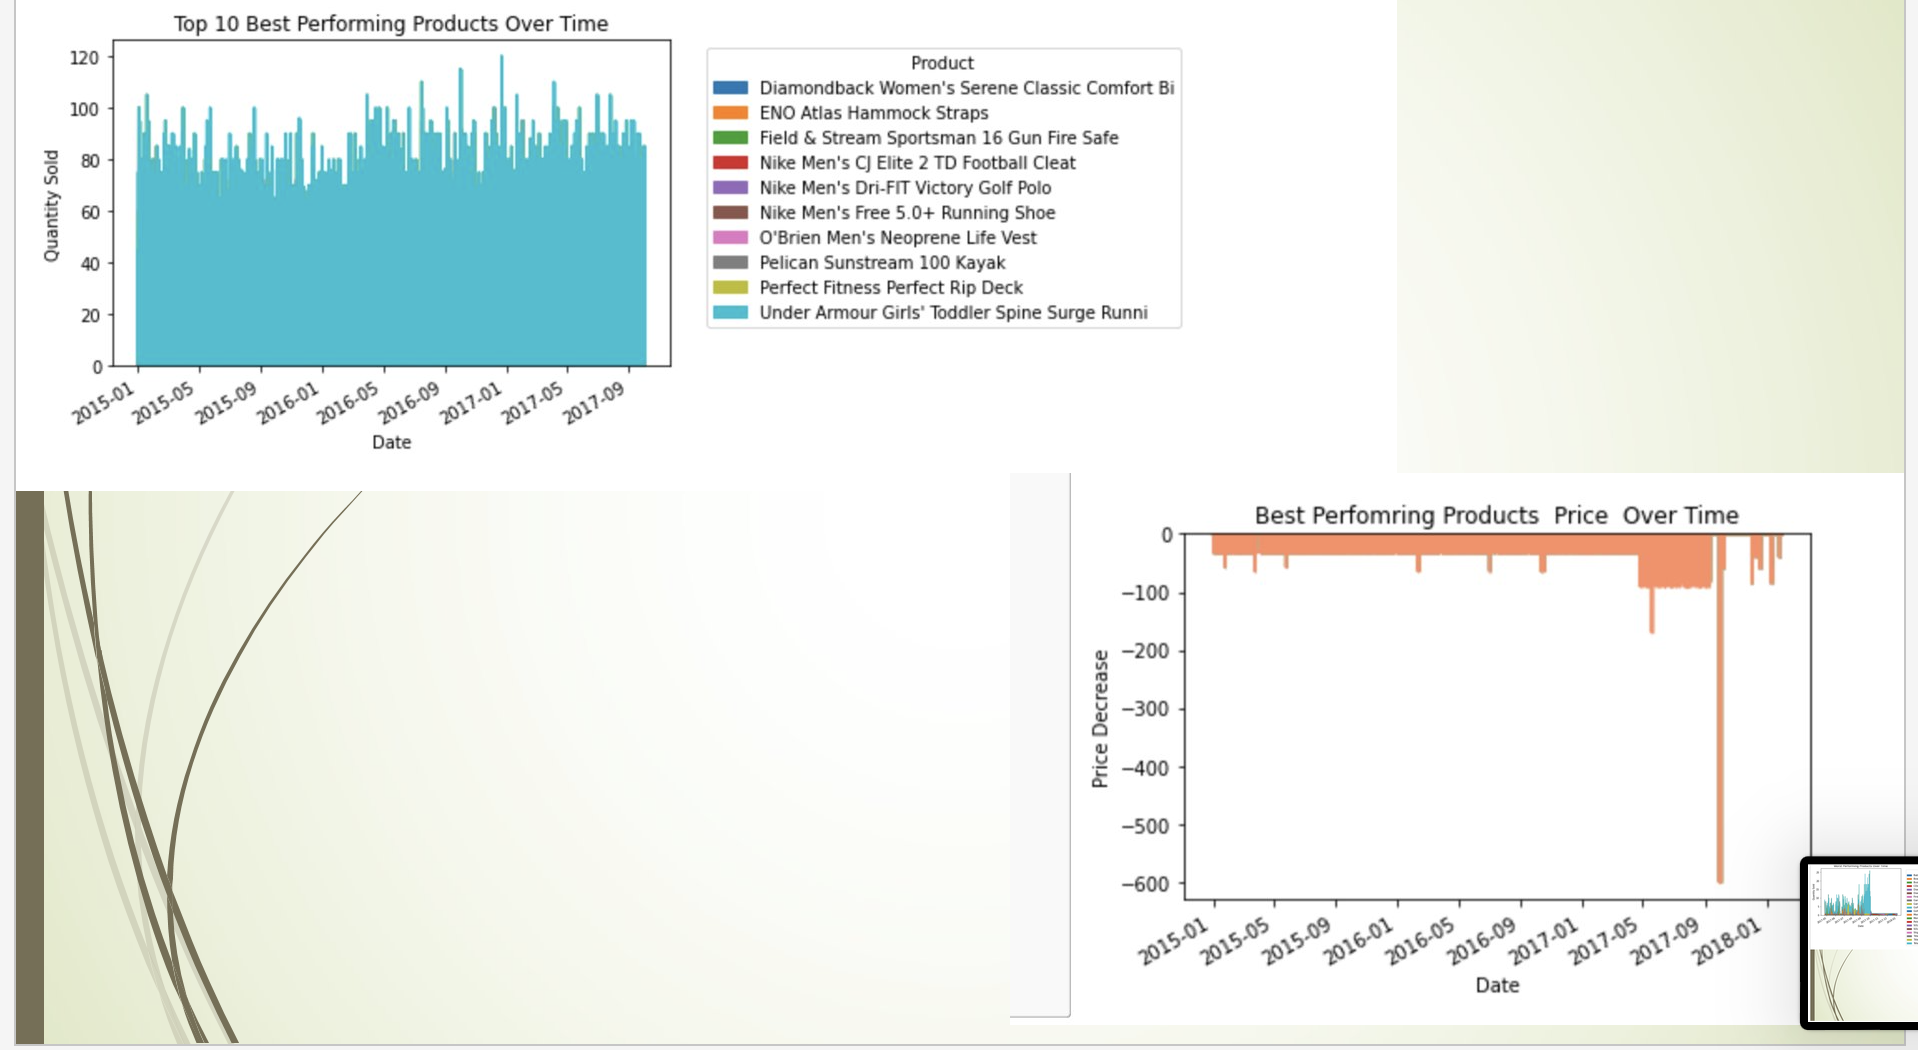 Top 10 Best Performing Products Over Time
120
100
80
60
40
20
0
Quantity Sold
2015-01
2015-05
2015-09
2016-01
2016-05
2016-09
2017-01
2017-05
2017-09
Date
Product
Diamondback Women's Serene Classic Comfort Bi
ENO Atlas Hammock Straps
Field & Stream Sportsman 16 Gun Fire Safe
Nike Men's CJ Elite 2 TD Football Cleat
Nike Men's Dri-FIT Victory Golf Polo
Nike Men's Free 5.0+ Running Shoe
O'Brien Men's Neoprene Life Vest
Pelican Sunstream 100 Kayak
Perfect Fitness Perfect Rip Deck
Under Armour Girls' Toddler Spine Surge Runni
Best Perfomring Products Price Over Time
0
−100
−200
−300
−400
−500
−600
Price Decrease
2015-01
2015-05
2015-09
2016-01
2016-05
2016-09
2017-01
2017-05
2017-09
2018-01
Date